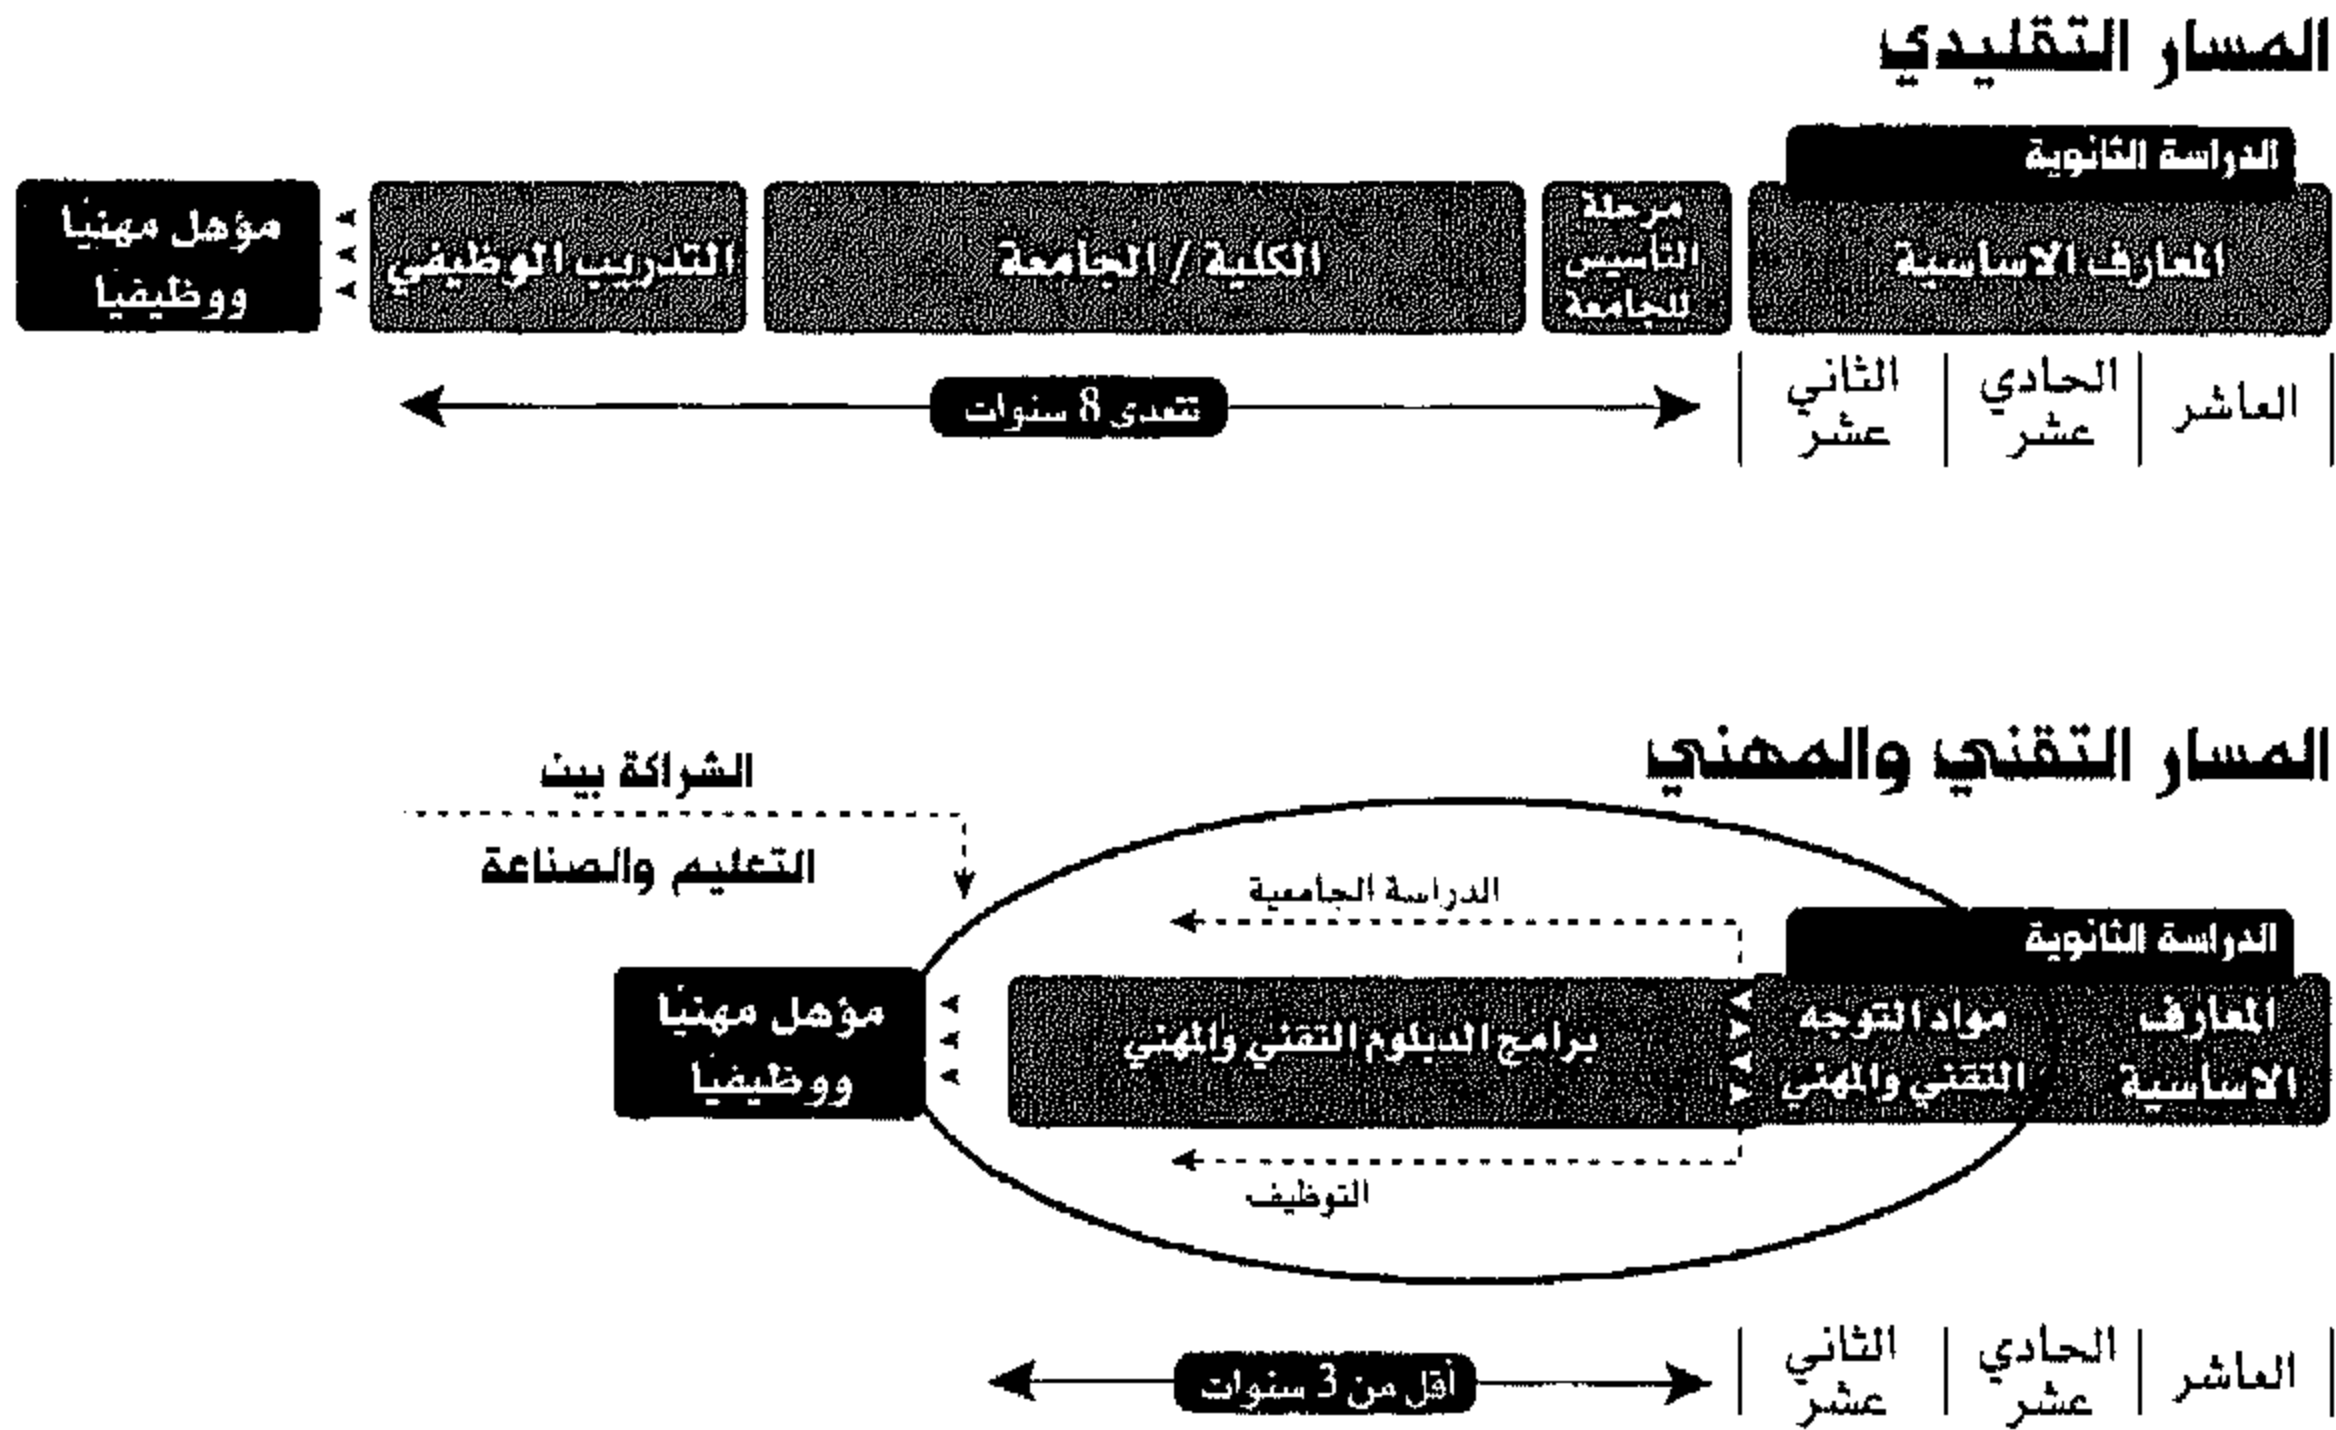 المسار التقليدي
الدراسة الثانوية
المعارف الاساسية
مرحلة
التأسيس
للجامعة
الكلية / الجامعة
التدريب الوظيفي
مؤهل مهنيًا
ووظيفيًا
العاشر
الحادي
عشر
الثاني
عشر
تتعدى 8 سنوات
المسار التقني والمهني
الشراكة بين
التعليم والصناعة
الدراسة الجامعية
الدراسة الثانوية
المعارف
الاساسية
مواد التوجه
التقني والمهني
برامج الدبلوم التقني والمهني
مؤهل مهنيًا
ووظيفيًا
التوظيف
العاشر
الحادي
عشر
الثاني
عشر
أقل من 3 سنوات